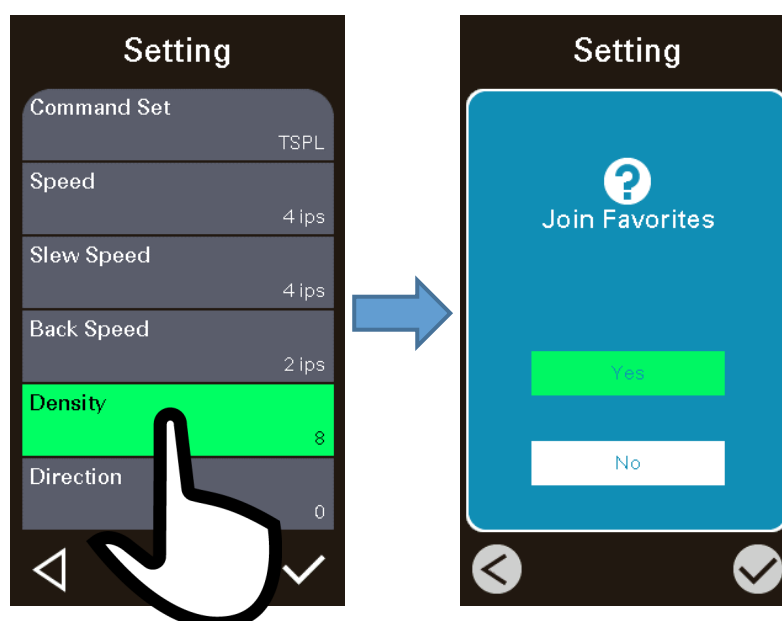 Setting
Command Set
TSPL
Speed
4 ips
Slew Speed
4 ips
Back Speed
2 ips
Density
8
Direction
0
Setting
?
Join Favorites
Yes
No